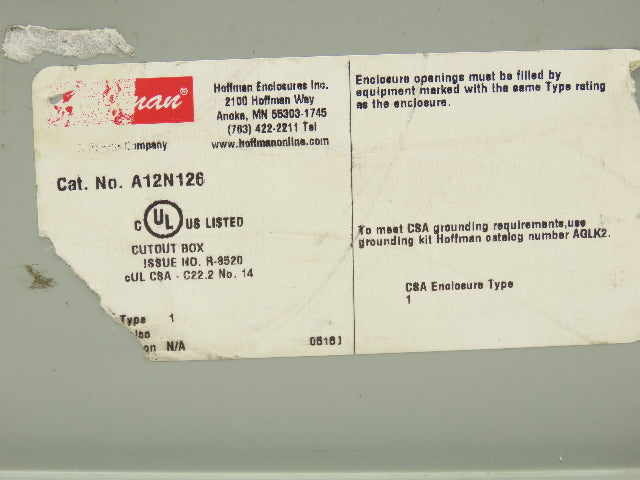 Hoffman Enclosures Inc.
2100 Hoffman Way
Anoka, MN 55303-1745
(763) 422-2211 Tel
www.hoffmanonline.com
Company
Cat. No. A12N126
C UL US LISTED
CUTOUT BOX
ISSUE NO. R-9520
cUL CSA - C22.2 No. 14
Type 1
N/A
Enclosure openings must be filled by
equipment marked with the same Type rating
as the enclosure.
To meet CSA grounding requirements,use
grounding kit Hoffman catalog number AGLK2.
CSA Enclosure Type
1